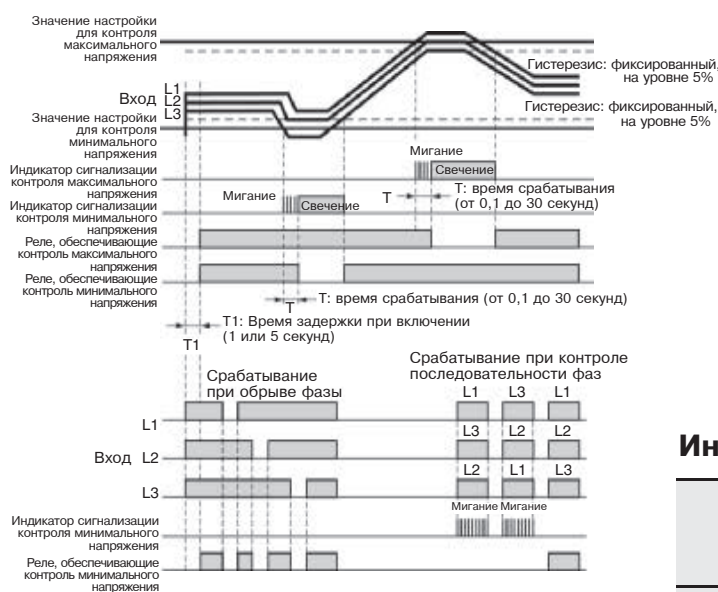 Значение настройки
для контроля
максимального
напряжения
Гистерезис: фиксированный,
на уровне 5%
Вход
L1
L2
L3
Гистерезис: фиксированный,
на уровне 5%
Значение настройки
для контроля
минимального
напряжения
Мигание
Индикатор сигнализации
контроля максимального
напряжения
Свечение
Мигание
T
T: время срабатывания
(от 0,1 до 30 секунд)
Индикатор сигнализации
контроля минимального
напряжения
Свечение
Реле, обеспечивающие
контроль максимального
напряжения
Реле, обеспечивающие
контроль минимального
напряжения
T
T: время срабатывания (от 0,1 до 30 секунд)
T1
T1: Время задержки при включении
(1 или 5 секунд)
Срабатывание
при обрыве фазы
Срабатывание при контроле
последовательности фаз
L1 L3 L1
L1
L3 L2 L2
Вход L2
L2 L1 L3
L3
Мигание Мигание
Индикатор сигнализации
контроля минимального
напряжения
Реле, обеспечивающие
контроль минимального
напряжения
Ин